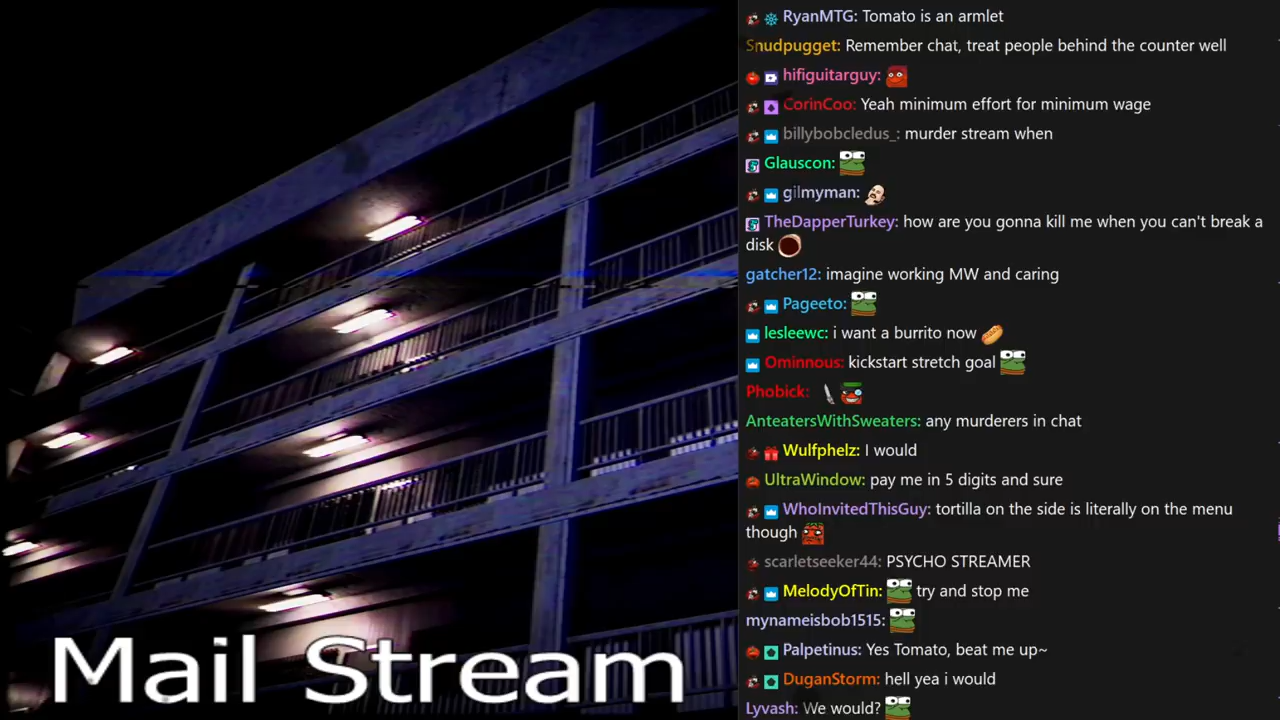 RyanMTG: Tomato is an armlet
Snudpugget: Remember chat, treat people behind the counter well
hifiguitarguy:
CorinCoo: Yeah minimum effort for minimum wage
billybobcledus_: murder stream when
Glauscon:
gilmyman:
TheDapperTurkey: how are you gonna kill me when you can't break a
disk
gatcher12: imagine working MW and caring
Pageeto:
lesleewc: i want a burrito now
Ominnous: kickstart stretch goal
Phobick:
AnteatersWithSweaters: any murderers in chat
Wulfphelz: I would
UltraWindow: pay me in 5 digits and sure
WhoInvitedThisGuy: tortilla on the side is literally on the menu
though
scarletseeker44: PSYCHO STREAMER
MelodyOfTin: try and stop me
mynameisbob1515:
Palpetinus: Yes Tomato, beat me up~
DuganStorm: hell yea i would
Lyvash: We would?
Mail Stream